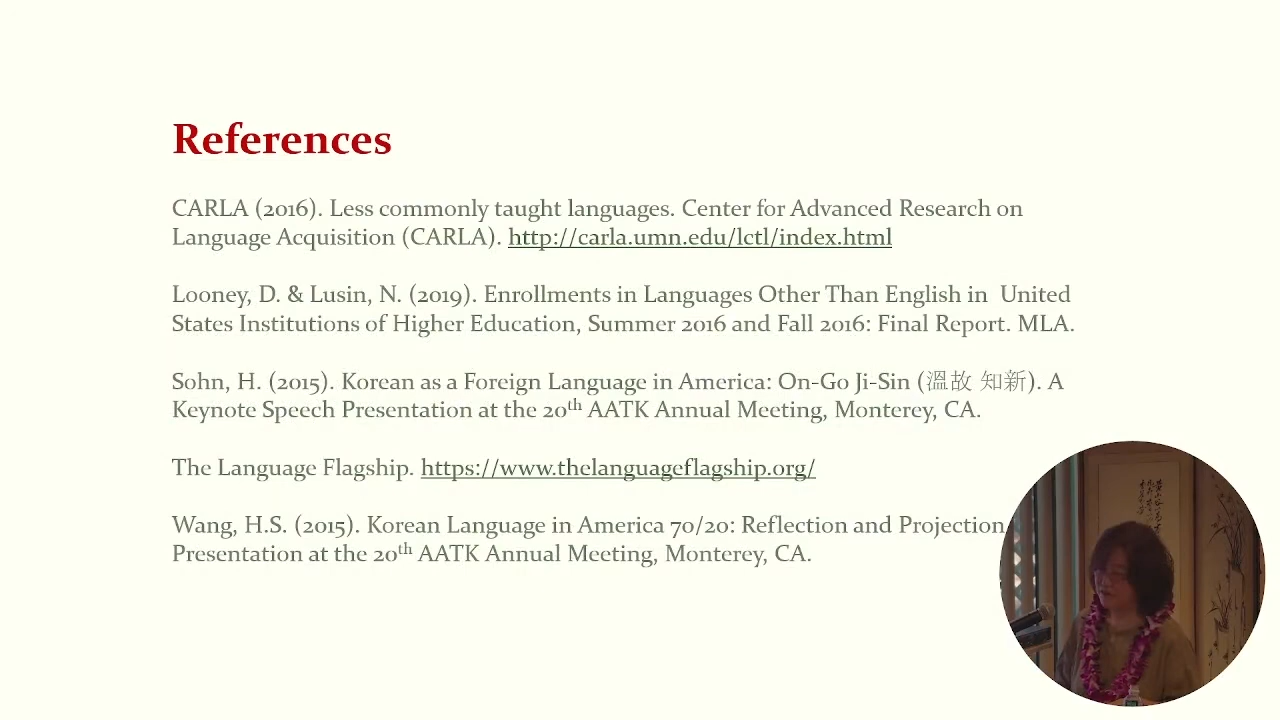 References
CARLA (2016). Less commonly taught languages. Center for Advanced Research on
Language Acquisition (CARLA). http://carla.umn.edu/lctl/index.html
Looney, D. & Lusin, N. (2019). Enrollments in Languages Other Than English in  United
States Institutions of Higher Education, Summer 2016 and Fall 2016: Final Report. MLA.
Sohn, H. (2015). Korean as a Foreign Language in America: On-Go Ji-Sin (溫故 知新). A
Keynote Speech Presentation at the 20th AATK Annual Meeting, Monterey, CA.
The Language Flagship. https://www.thelanguageflagship.org/
Wang, H.S. (2015). Korean Language in America 70/20: Reflection and Projection
Presentation at the 20th AATK Annual Meeting, Monterey, CA.